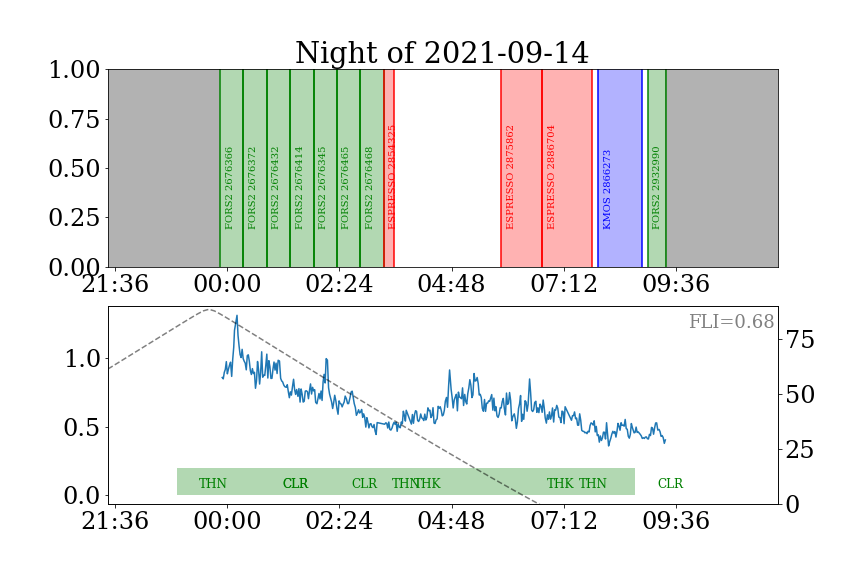 Night of 2021-09-14
1.00
0.75
0.50
0.25
0.00
FORS2 2676366
FORS2 2676372
FORS2 2676432
FORS2 2676414
FORS2 2676345
FORS2 2676465
FORS2 2676468
ESPRESSO 2854325
ESPRESSO 2875862
ESPRESSO 2886704
KMOS 2866273
FORS2 2932990
21:36 00:00 02:24 04:48 07:12 09:36
FLI=0.68
1.0
0.5
0.0
75
50
25
0
THN CLR CLR THN THK THK THN CLR
21:36 00:00 02:24 04:48 07:12 09:36